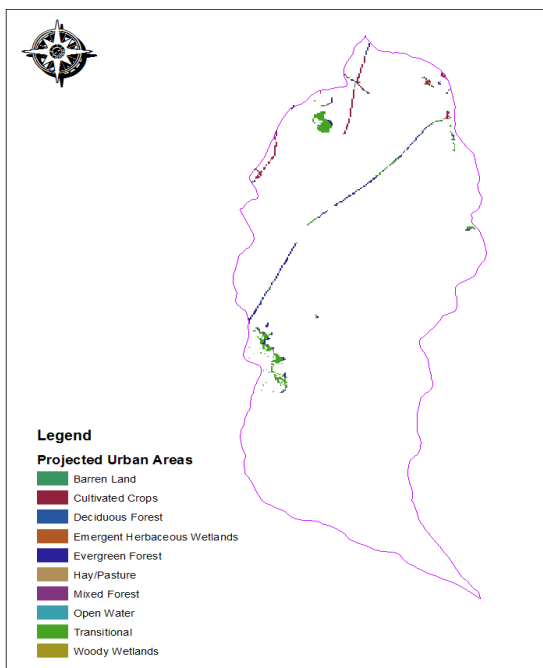 Legend
Projected Urban Areas
Barren Land
Cultivated Crops
Deciduous Forest
Emergent Herbaceous Wetlands
Evergreen Forest
Hay/Pasture
Mixed Forest
Open Water
Transitional
Woody Wetlands